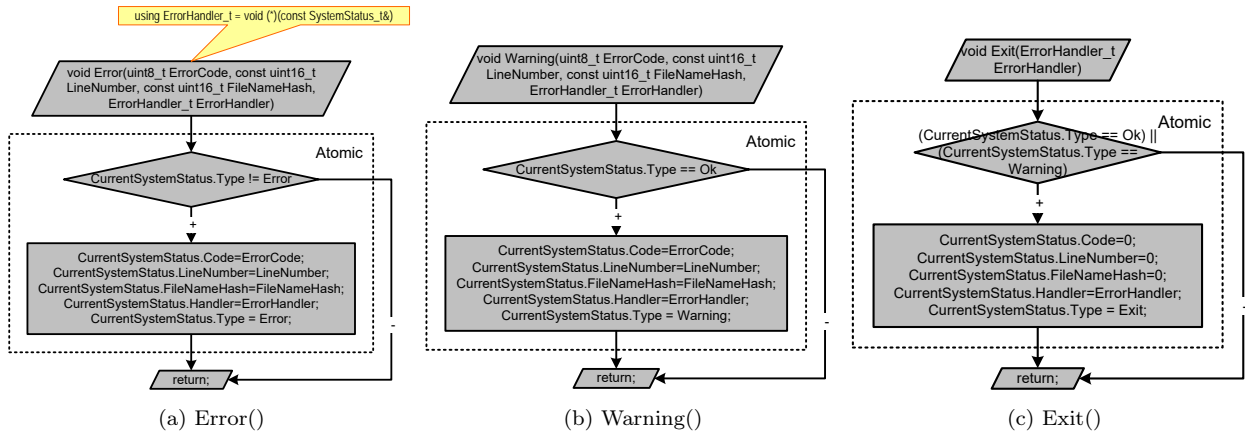 using ErrorHandler_t = void (*)(const SystemStatus_t&)
void Error(uint8_t ErrorCode, const uint16_t
LineNumber, const uint16_t FileNameHash,
ErrorHandler_t ErrorHandler)
Atomic
CurrentSystemStatus.Type != Error
+
CurrentSystemStatus.Code=ErrorCode;
CurrentSystemStatus.LineNumber=LineNumber;
CurrentSystemStatus.FileNameHash=FileNameHash;
CurrentSystemStatus.Handler=ErrorHandler;
CurrentSystemStatus.Type = Error;
-
return;
(a) Error()
void Warning(uint8_t ErrorCode, const uint16_t
LineNumber, const uint16_t FileNameHash,
ErrorHandler_t ErrorHandler)
Atomic
CurrentSystemStatus.Type == Ok
+
CurrentSystemStatus.Code=ErrorCode;
CurrentSystemStatus.LineNumber=LineNumber;
CurrentSystemStatus.FileNameHash=FileNameHash;
CurrentSystemStatus.Handler=ErrorHandler;
CurrentSystemStatus.Type = Warning;
-
return;
(b) Warning()
void Exit(ErrorHandler_t
ErrorHandler)
Atomic
(CurrentSystemStatus.Type == Ok) ||
(CurrentSystemStatus.Type ==
Warning)
+
CurrentSystemStatus.Code=0;
CurrentSystemStatus.LineNumber=0;
CurrentSystemStatus.FileNameHash=0;
CurrentSystemStatus.Handler=ErrorHandler;
CurrentSystemStatus.Type = Exit;
-
return;
(c) Exit()